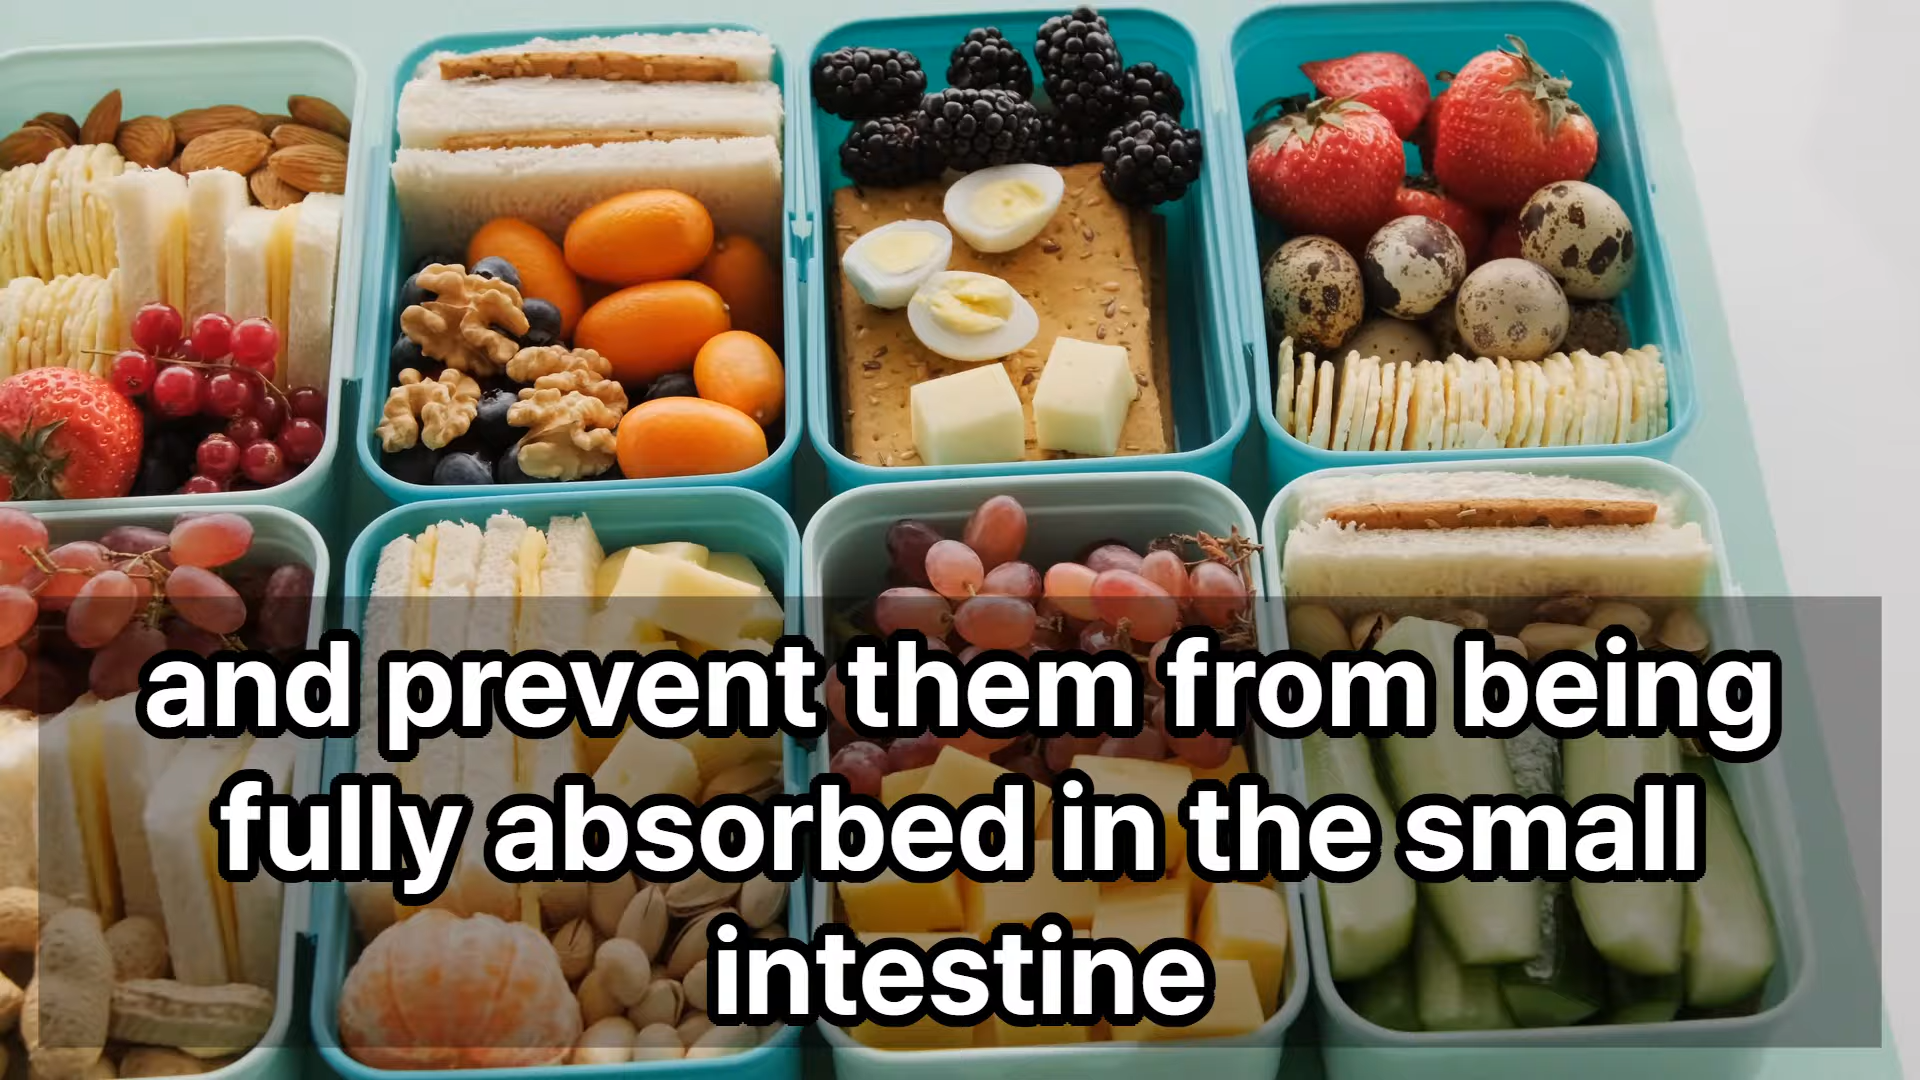 and prevent them from being
fully absorbed in the small
intestine